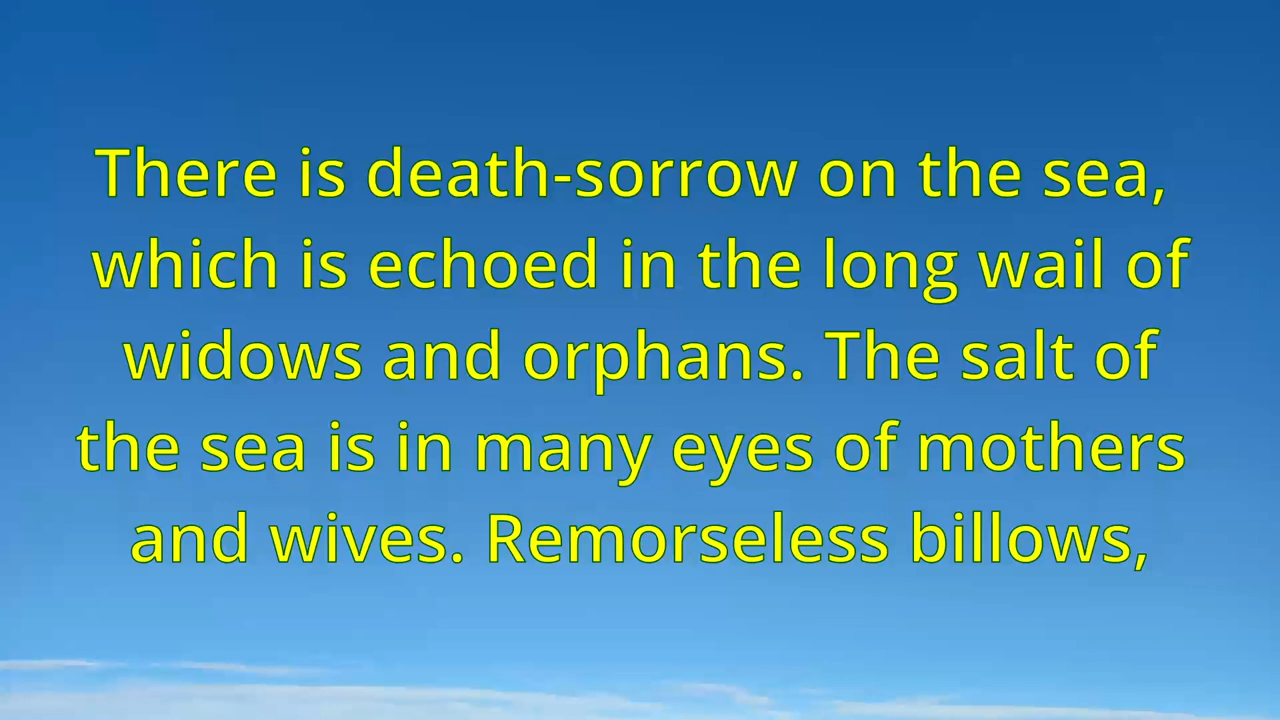 There is death-sorrow on the sea,
which is echoed in the long wail of
widows and orphans. The salt of
the sea is in many eyes of mothers
and wives. Remorseless billows,